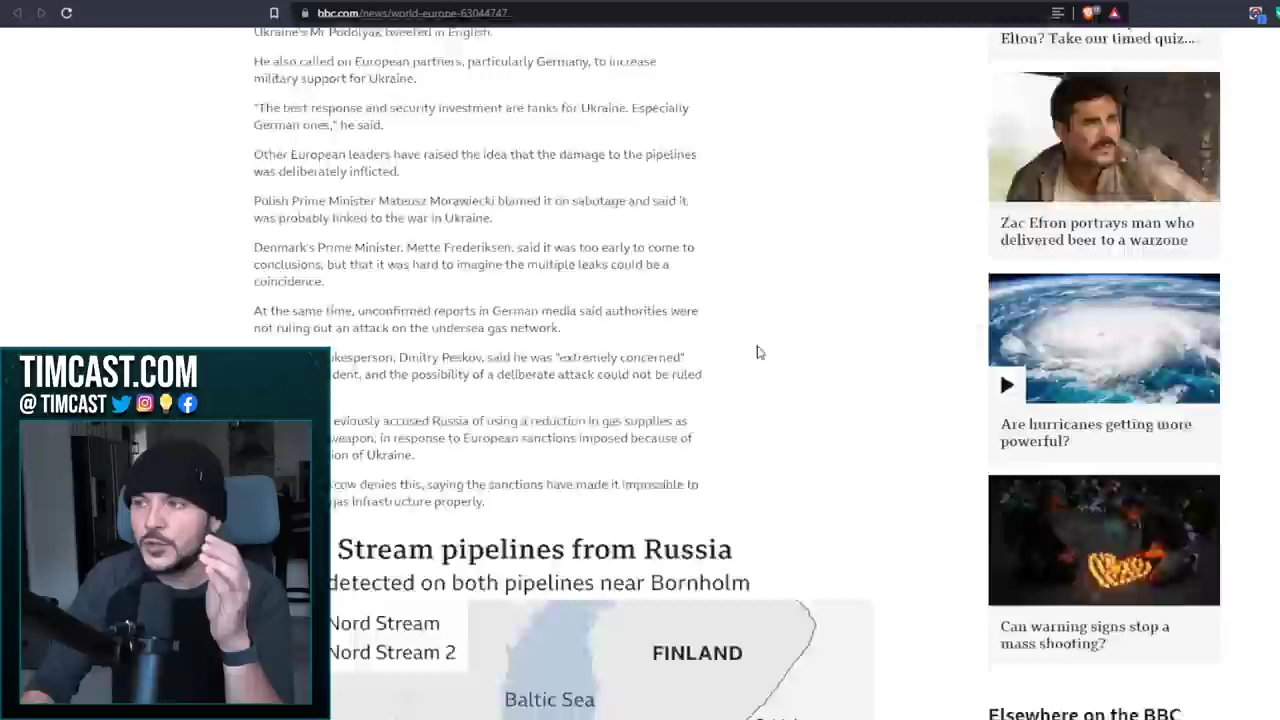 bbc.com/news/world-europe-63044747
Ukraine's Mr Podolyak tweeted in English.
He also called on European partners, particularly Germany, to increase
military support for Ukraine.
"The best response and security investment are tanks for Ukraine. Especially
German ones," he said.
Other European leaders have raised the idea that the damage to the pipelines
was deliberately inflicted.
Polish Prime Minister Mateusz Morawiecki blamed it on sabotage and said it
was probably linked to the war in Ukraine.
Denmark's Prime Minister, Mette Frederiksen, said it was too early to come to
conclusions, but that it was hard to imagine the multiple leaks could be a
coincidence.
At the same time, unconfirmed reports in German media said authorities were
not ruling out an attack on the undersea gas network.
kesperson, Dmitry Peskov, said he was "extremely concerned"
dent, and the possibility of a deliberate attack could not be ruled
eviously accused Russia of using a reduction in gas supplies as
weapon, in response to European sanctions imposed because of
ion of Ukraine.
cow denies this, saying the sanctions have made it impossible to
gas infrastructure properly.
Stream pipelines from Russia
detected on both pipelines near Bornholm
Nord Stream
Nord Stream 2
FINLAND
Baltic Sea
TIMCAST.COM
@ TIMCAST
Elton? Take our timed quiz...
Zac Efron portrays man who
delivered beer to a warzone
Are hurricanes getting more
powerful?
Can warning signs stop a
mass shooting?
Elsewhere on the BBC